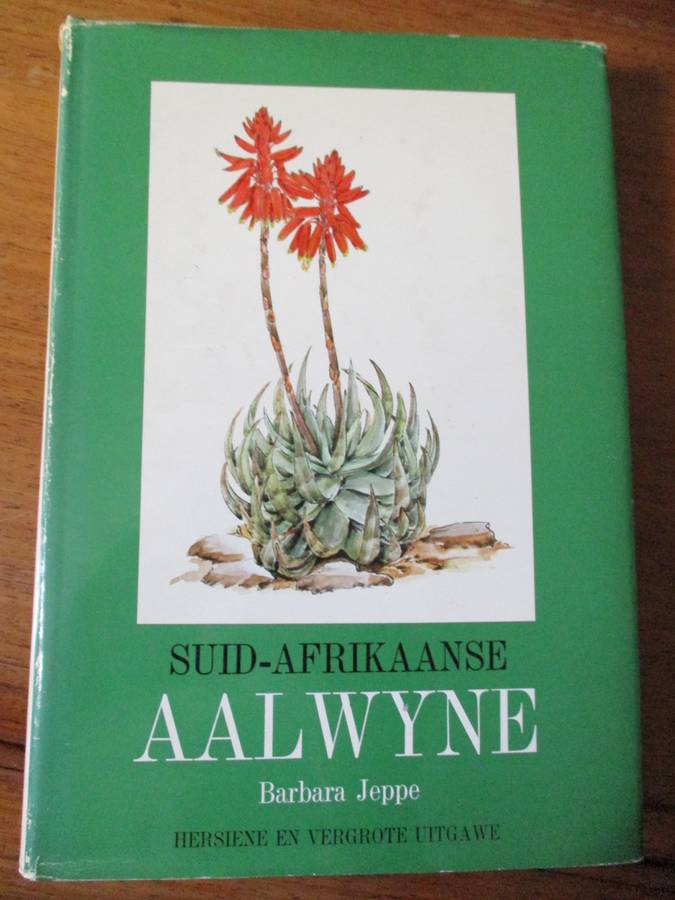 SUID-AFRIKAANSE
AALWYNE
Barbara Jeppe
HERSIENE EN VERGROTE UITGAWE